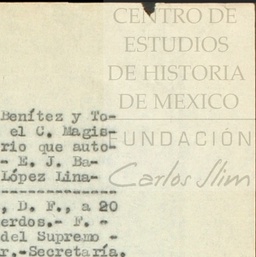 CENTRO DE
ESTUDIOS
DE HISTORIA
DE MEXICO
FUNDACIÓN
Carlos Slim
Benítez y To-
el C. Magis-
rio que auto-
- E. J. Ba-
López Lina-
, D. F., a 20
erdos.- F. -
del Supremo -
r.-Secretaría.